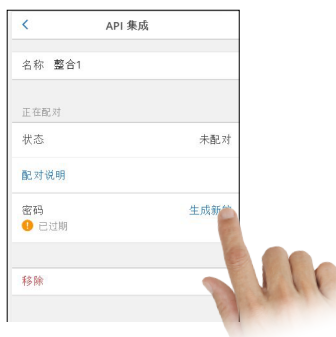 API 集成
名称 整合1
正在配对
状态 未配对
配对说明
密码 生成新
已过期
移除